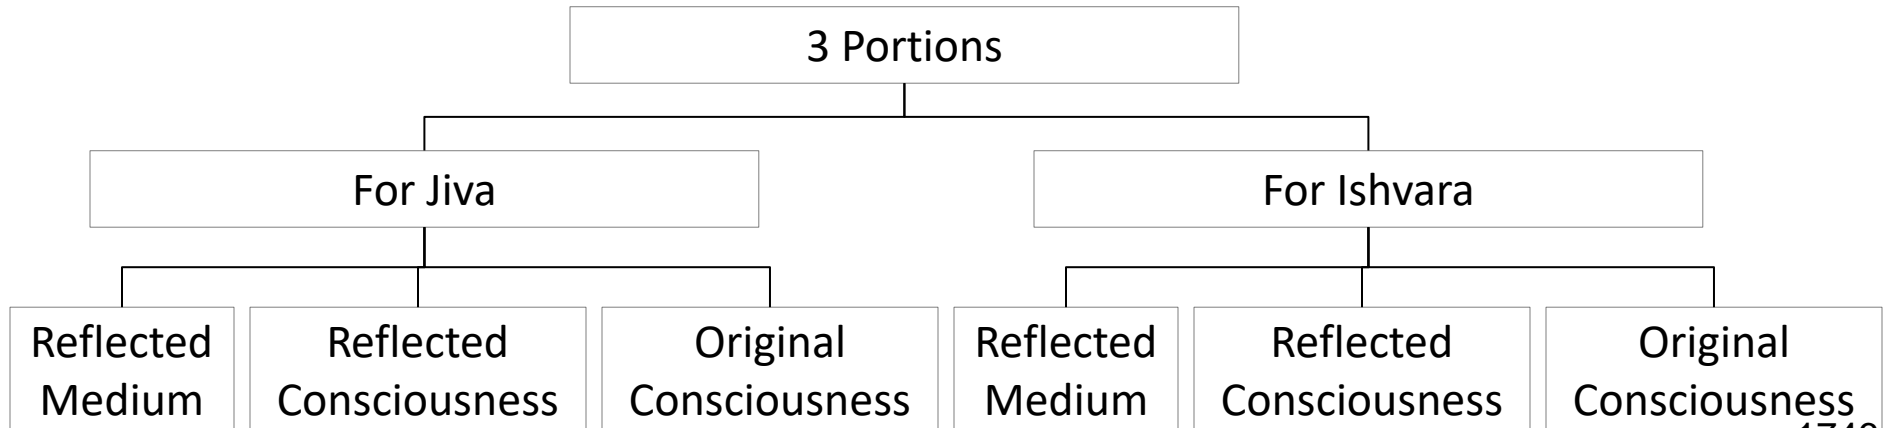 3 Portions
For Jiva
For Ishvara
Reflected
Medium
Reflected
Consciousness
Original
Consciousness
Reflected
Medium
Reflected
Consciousness
Original
Consciousness